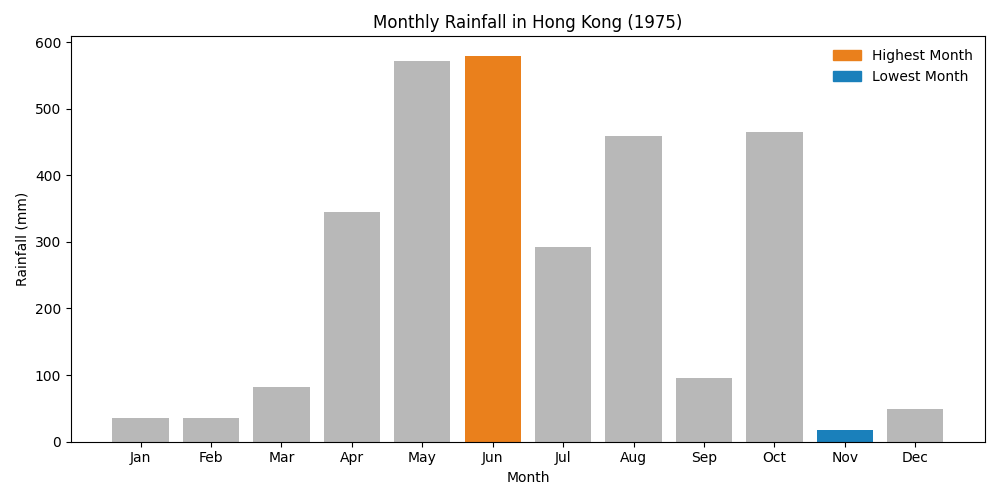 Monthly Rainfall in Hong Kong (1975)
Highest Month
Lowest Month
Rainfall (mm)
600
500
400
300
200
100
0
Jan Feb Mar Apr May Jun Jul Aug Sep Oct Nov Dec
Month